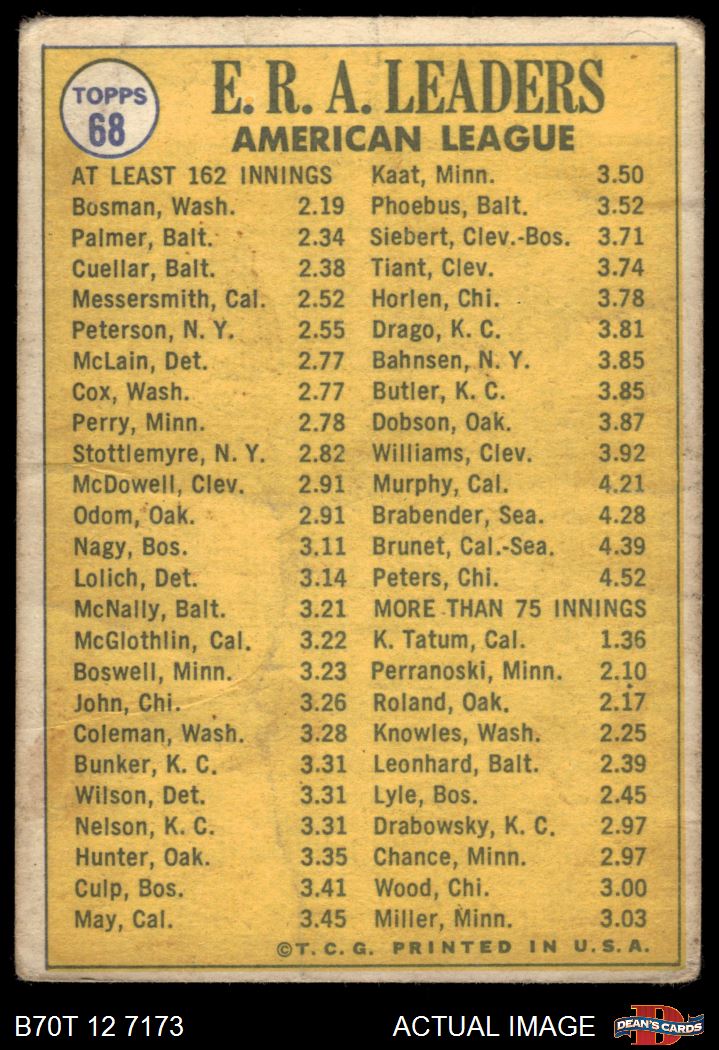 TOPPS
68
E. R. A. LEADERS
AMERICAN LEAGUE
AT LEAST 162 INNINGS
Bosman, Wash. 2.19
Palmer, Balt. 2.34
Cuellar, Balt. 2.38
Messersmith, Cal. 2.52
Peterson, N. Y. 2.55
McLain, Det. 2.77
Cox, Wash. 2.77
Perry, Minn. 2.78
Stottlemyre, N. Y. 2.82
McDowell, Clev. 2.91
Odom, Oak. 2.91
Nagy, Bos. 3.11
Lolich, Det. 3.14
McNally, Balt. 3.21
McGlothlin, Cal. 3.22
Boswell, Minn. 3.23
John, Chi. 3.26
Coleman, Wash. 3.28
Bunker, K. C. 3.31
Wilson, Det. 3.31
Nelson, K. C. 3.31
Hunter, Oak. 3.35
Culp, Bos. 3.41
May, Cal. 3.45
Kaat, Minn. 3.50
Phoebus, Balt. 3.52
Siebert, Clev.-Bos. 3.71
Tiant, Clev. 3.74
Horlen, Chi. 3.78
Drago, K. C. 3.81
Bahnsen, N. Y. 3.85
Butler, K. C. 3.85
Dobson, Oak. 3.87
Williams, Clev. 3.92
Murphy, Cal. 4.21
Brabender, Sea. 4.28
Brunet, Cal.-Sea. 4.39
Peters, Chi. 4.52
MORE THAN 75 INNINGS
K. Tatum, Cal. 1.36
Perranoski, Minn. 2.10
Roland, Oak. 2.17
Knowles, Wash. 2.25
Leonhard, Balt. 2.39
Lyle, Bos. 2.45
Drabowsky, K. C. 2.97
Chance, Minn. 2.97
Wood, Chi. 3.00
Miller, Minn. 3.03
©T. C. G. PRINTED IN U. S. A.
B70T 12 7173
ACTUAL IMAGE
D
DEAN'S CARDS